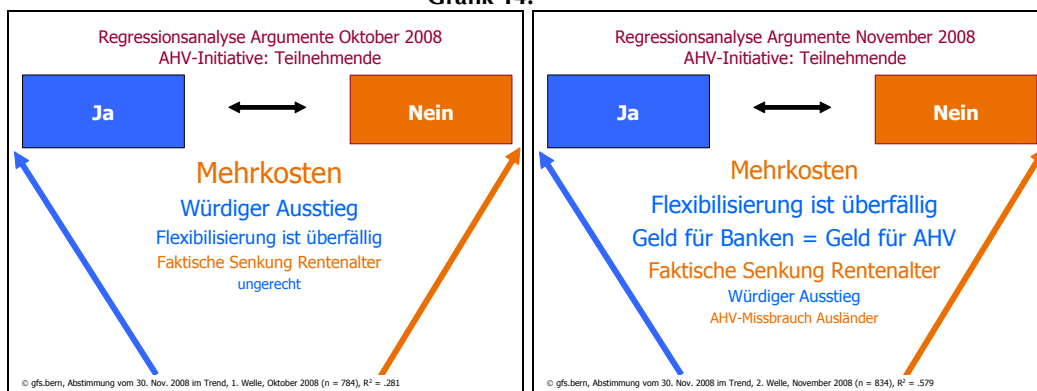 Grafik 14:
Regressionsanalyse Argumente Oktober 2008
AHV-Initiative: Teilnehmende
Ja
Nein
Mehrkosten
Würdiger Ausstieg
Flexibilisierung ist überfällig
Faktische Senkung Rentenalter
ungerecht
© gfs.bern, Abstimmung vom 30. Nov. 2008 im Trend, 1. Welle, Oktober 2008 (n = 784), R² = .281
Regressionsanalyse Argumente November 2008
AHV-Initiative: Teilnehmende
Ja
Nein
Mehrkosten
Flexibilisierung ist überfällig
Geld für Banken = Geld für AHV
Faktische Senkung Rentenalter
Würdiger Ausstieg
AHV-Missbrauch Ausländer
© gfs.bern, Abstimmung vom 30. Nov. 2008 im Trend, 2. Welle, November 2008 (n = 834), R² = .579